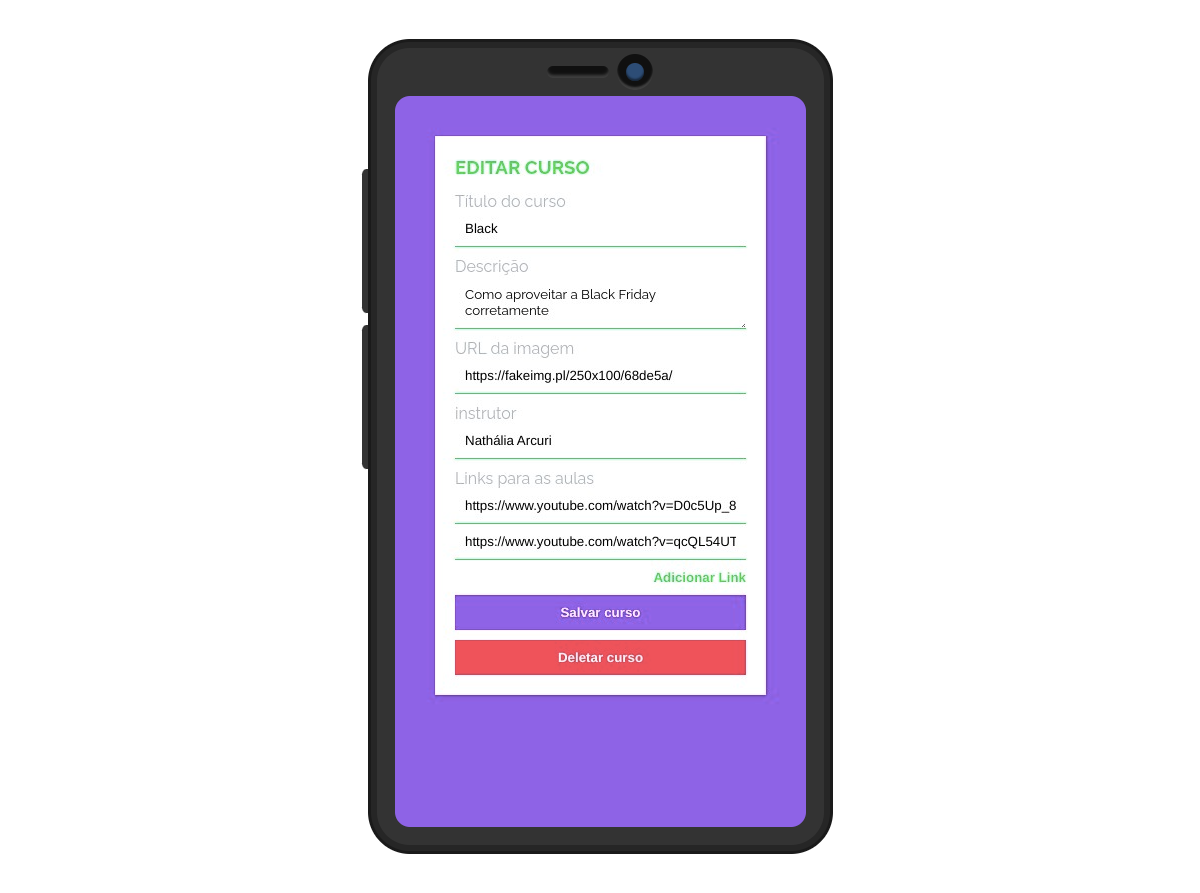 EDITAR CURSO
Título do curso
Black
Descrição
Como aproveitar a Black Friday
corretamente
URL da imagem
https://fakeimg.pl/250x100/68de5a/
instrutor
Nathália Arcuri
Links para as aulas
https://www.youtube.com/watch?v=D0c5Up_8
https://www.youtube.com/watch?v=qcQL54UT
Adicionar Link
Salvar curso
Deletar curso